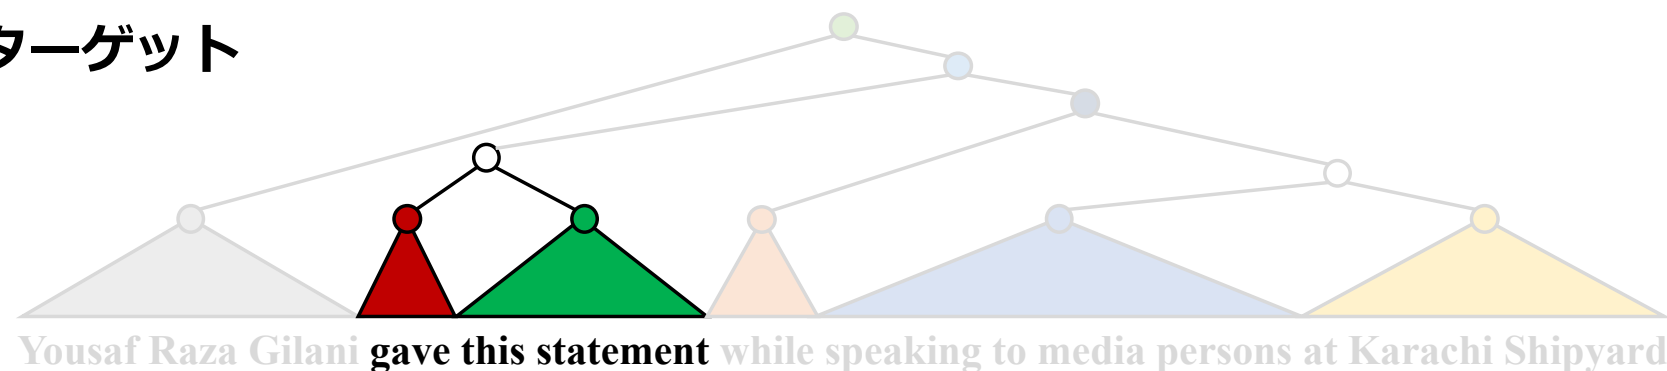 ターゲット
Yousaf Raza Gilani gave this statement while speaking to media persons at Karachi Shipyard